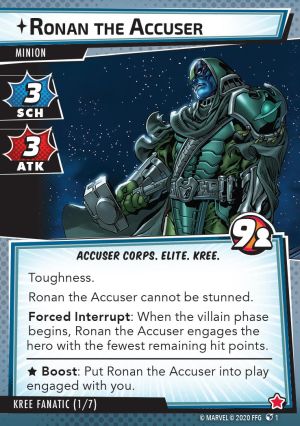 RONAN THE ACCUSER
MINION
3
SCH
3
ATK
9
ACCUSER CORPS. ELITE. KREE.
Toughness.
Ronan the Accuser cannot be stunned.
Forced Interrupt: When the villain phase
begins, Ronan the Accuser engages the
hero with the fewest remaining hit points.
★ Boost: Put Ronan the Accuser into play
engaged with you.
KREE FANATIC (1/7)
© MARVEL © 2020 FFG 1